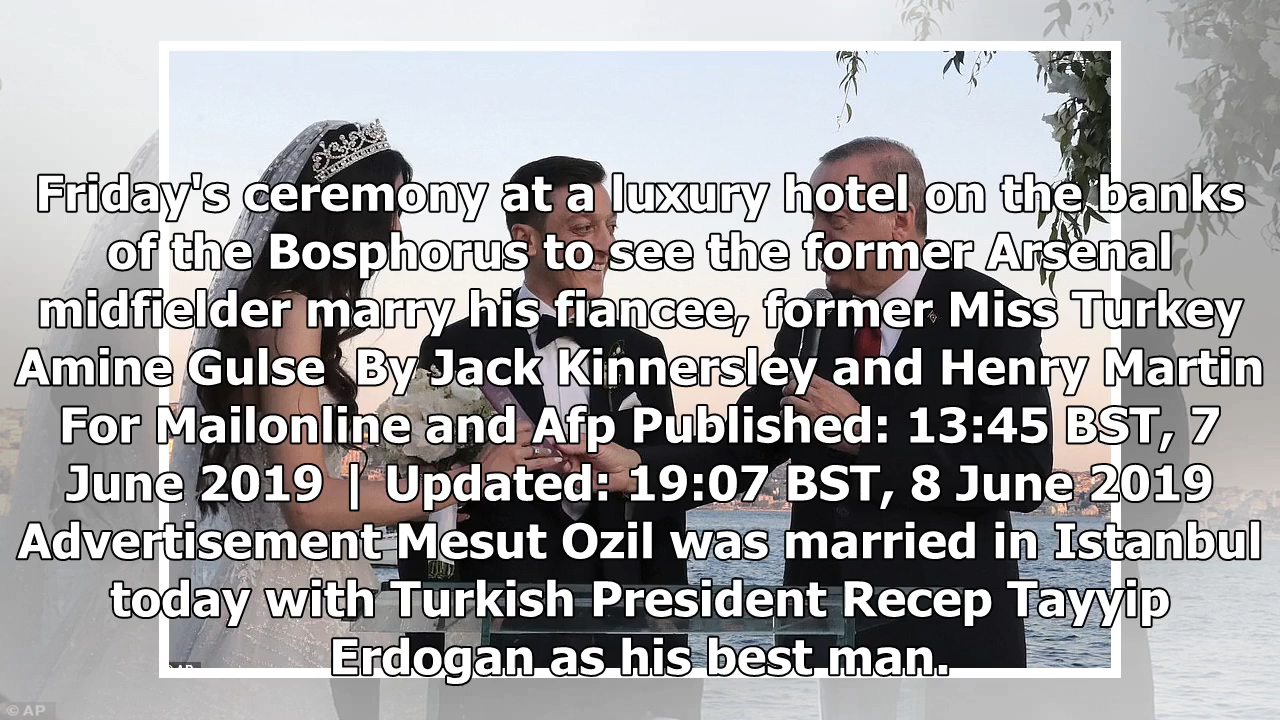 Friday's ceremony at a luxury hotel on the banks
of the Bosphorus to see the former Arsenal
midfielder marry his fiancee, former Miss Turkey
Amine Gulse  By Jack Kinnersley and Henry Martin
For Mailonline and Afp Published: 13:45 BST, 7
June 2019 | Updated: 19:07 BST, 8 June 2019
Advertisement Mesut Ozil was married in Istanbul
today with Turkish President Recep Tayyip
Erdogan as his best man.
© AP